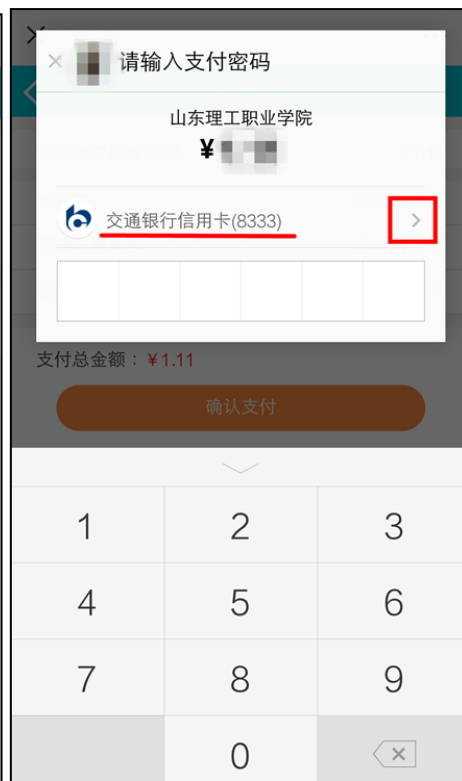 请输入支付密码
山东理工职业学院
¥
交通银行信用卡(8333)
支付总金额：¥1.11
确认支付
1 2 3
4 5 6
7 8 9
0